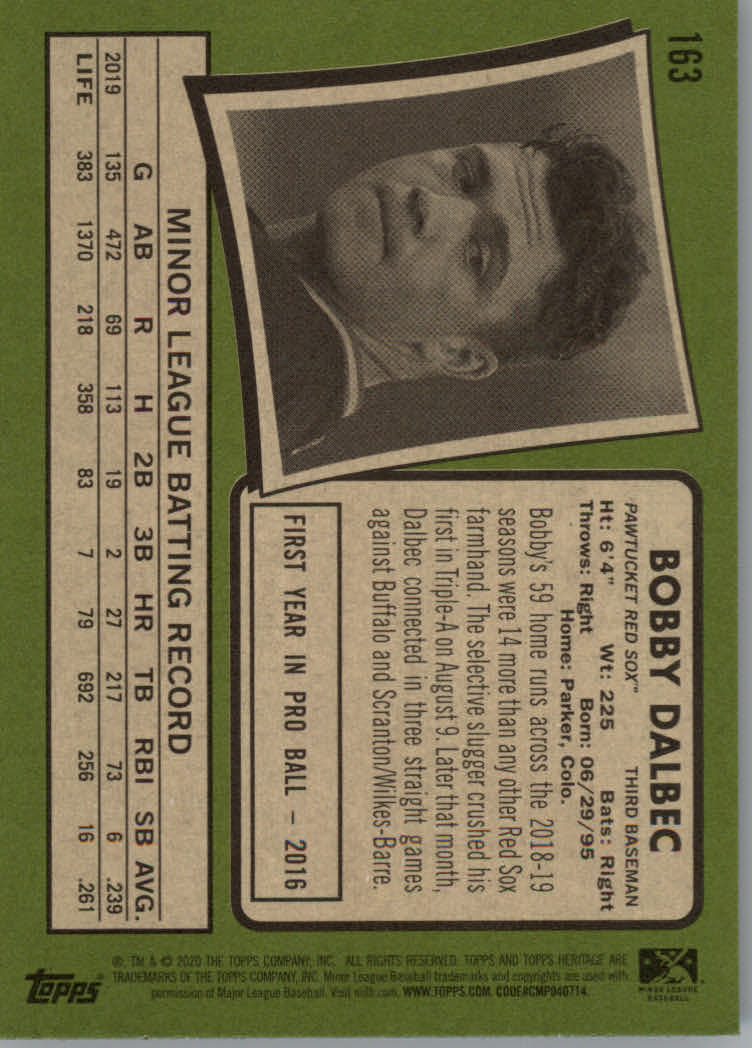 163
BOBBY DALBEC
PAWTUCKET RED SOX™ THIRD BASEMAN
Ht: 6'4" Wt: 225 Bats: Right
Throws: Right Born: 06/29/95
Home: Parker, Colo.
Bobby's 59 home runs across the 2018-19
seasons were 14 more than any other Red Sox
farmhand. The selective slugger crushed his
first in Triple-A on August 9. Later that month,
Dalbec connected in three straight games
against Buffalo and Scranton/Wilkes-Barre.
FIRST YEAR IN PRO BALL – 2016
MINOR LEAGUE BATTING RECORD
G AB R H 2B 3B HR TB RBI SB AVG.
2019 135 472 69 113 19 2 27 217 73 6 .239
LIFE 383 1370 218 358 83 7 79 692 256 16 .261
MINOR LEAGUE
BASEBALL
®, TM & © 2020 THE TOPPS COMPANY, INC. ALL RIGHTS RESERVED. TOPPS AND TOPPS HERITAGE ARE
TRADEMARKS OF THE TOPPS COMPANY, INC. Minor League Baseball trademarks and copyrights are used with
permission of Major League Baseball. Visit milb.com. WWW.TOPPS.COM. CODE#CMP040714.
topps®